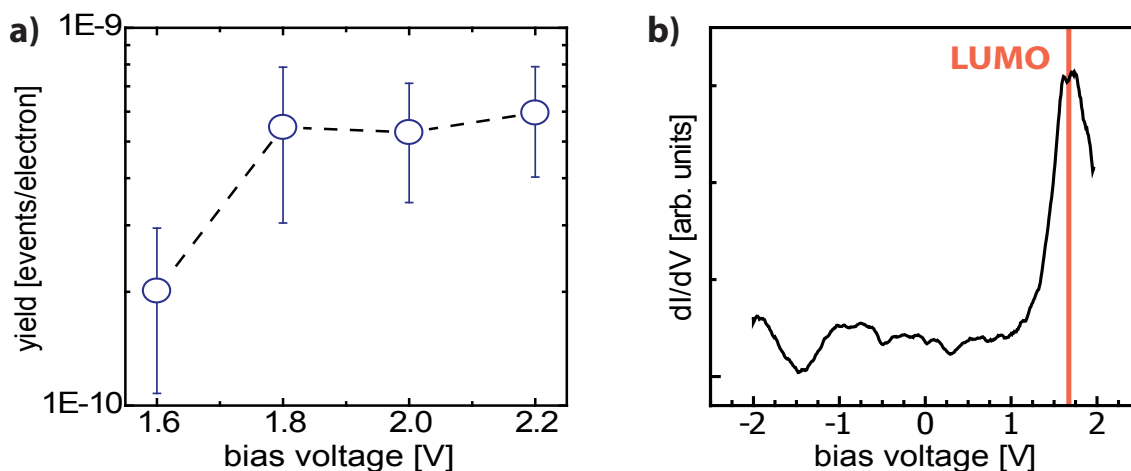 a)
1E-9
1E-10
yield [events/electron]
1.6 1.8 2.0 2.2
bias voltage [V]
b)
LUMO
dI/dV [arb. units]
-2 -1 0 1 2
bias voltage [V]